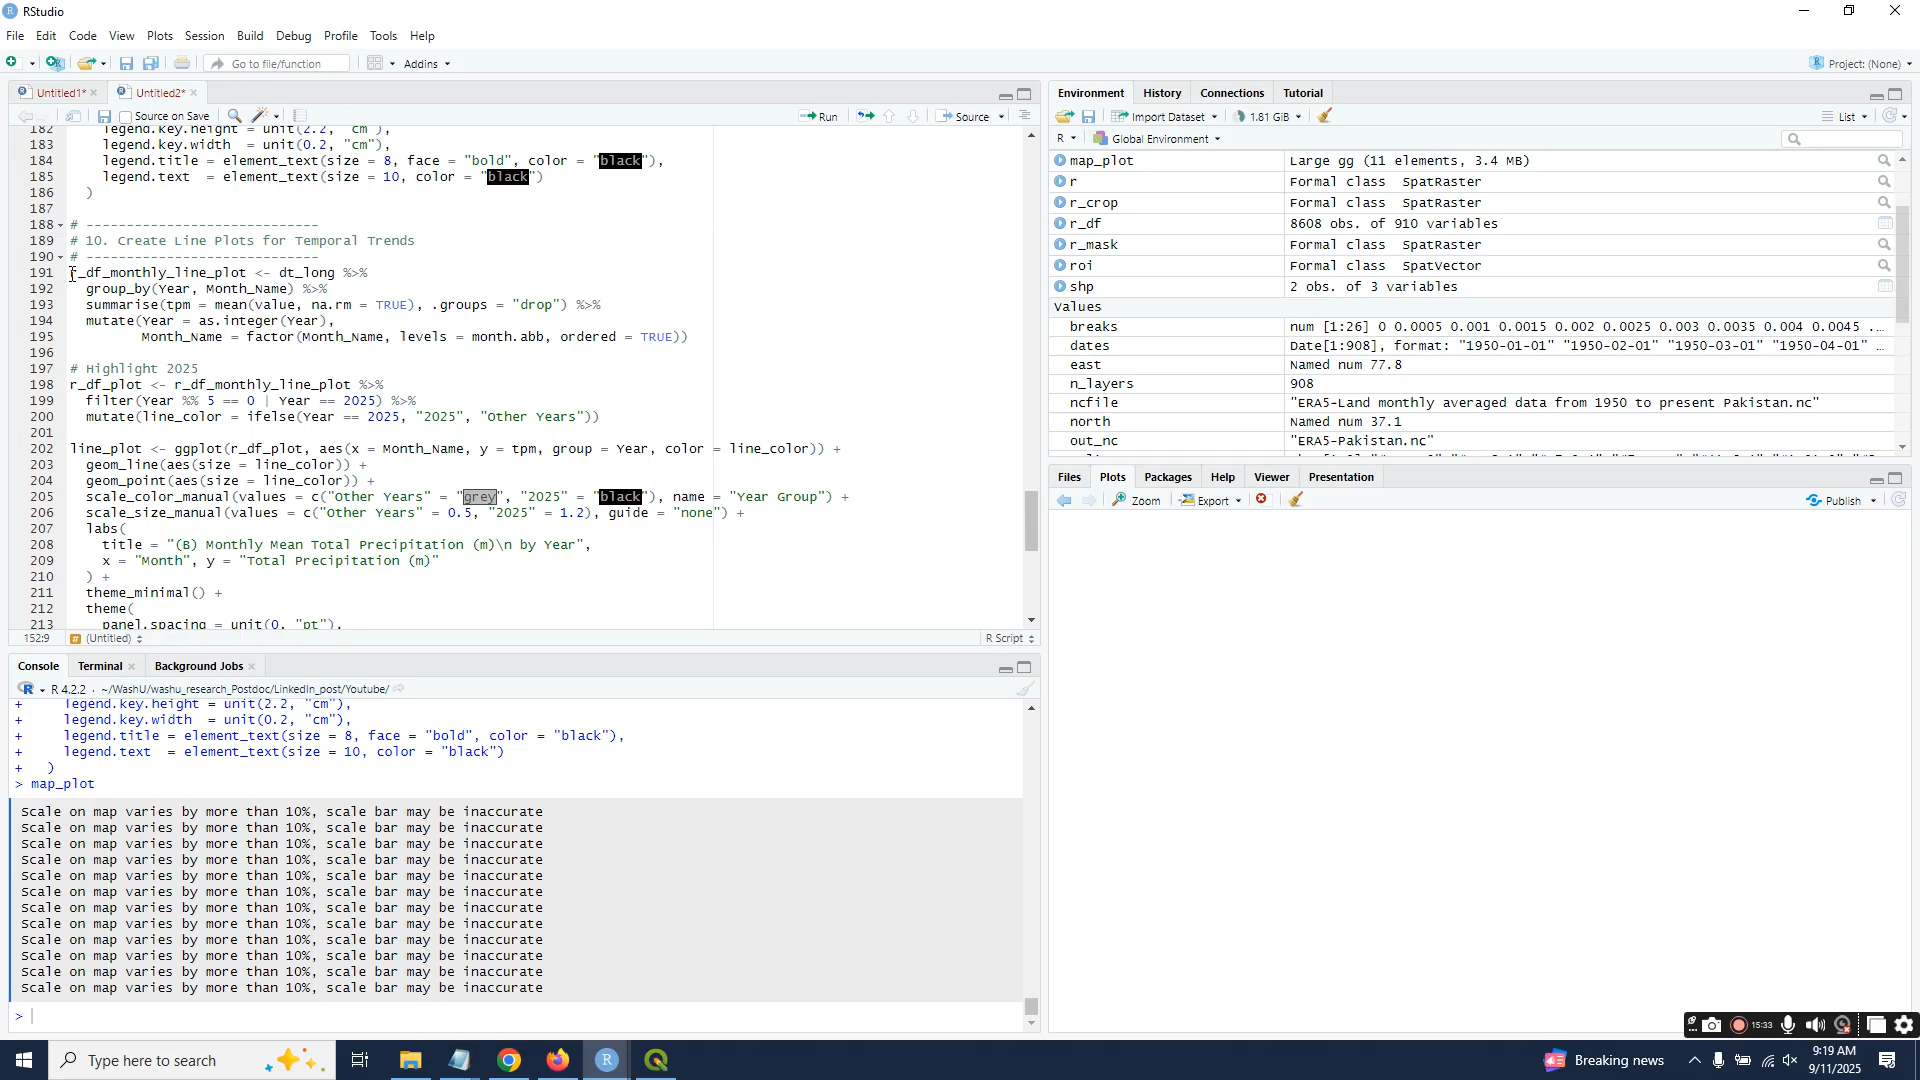 RStudio
File Edit Code View Plots Session Build Debug Profile Tools Help
Go to file/function Addins Project: (None)
Untitled1* Untitled2*
Source on Save Run Source
182 legend.key.height = unit(2.2, "cm"),
183 legend.key.width  = unit(0.2, "cm"),
184 legend.title = element_text(size = 8, face = "bold", color = "black"),
185 legend.text  = element_text(size = 10, color = "black")
186 )
187
188 # -----------------------------
189 # 10. Create Line Plots for Temporal Trends
190 # -----------------------------
191 r_df_monthly_line_plot <- dt_long %>%
192 group_by(Year, Month_Name) %>%
193 summarise(tpm = mean(value, na.rm = TRUE), .groups = "drop") %>%
194 mutate(Year = as.integer(Year),
195 Month_Name = factor(Month_Name, levels = month.abb, ordered = TRUE))
196
197 # Highlight 2025
198 r_df_plot <- r_df_monthly_line_plot %>%
199 filter(Year %% 5 == 0 | Year == 2025) %>%
200 mutate(line_color = ifelse(Year == 2025, "2025", "Other Years"))
201
202 line_plot <- ggplot(r_df_plot, aes(x = Month_Name, y = tpm, group = Year, color = line_color)) +
203 geom_line(aes(size = line_color)) +
204 geom_point(aes(size = line_color)) +
205 scale_color_manual(values = c("Other Years" = "grey", "2025" = "black"), name = "Year Group") +
206 scale_size_manual(values = c("Other Years" = 0.5, "2025" = 1.2), guide = "none") +
207 labs(
208 title = "(B) Monthly Mean Total Precipitation (m)\n by Year",
209 x = "Month", y = "Total Precipitation (m)"
210 ) +
211 theme_minimal() +
212 theme(
213 panel.spacing = unit(0, "pt"),
152:9 (Untitled) R Script
Console Terminal Background Jobs
R 4.2.2 · ~/WashU/washu_research_Postdoc/LinkedIn_post/Youtube/
+ legend.key.height = unit(2.2, "cm"),
+ legend.key.width  = unit(0.2, "cm"),
+ legend.title = element_text(size = 8, face = "bold", color = "black"),
+ legend.text  = element_text(size = 10, color = "black")
+ )
> map_plot
Scale on map varies by more than 10%, scale bar may be inaccurate
Scale on map varies by more than 10%, scale bar may be inaccurate
Scale on map varies by more than 10%, scale bar may be inaccurate
Scale on map varies by more than 10%, scale bar may be inaccurate
Scale on map varies by more than 10%, scale bar may be inaccurate
Scale on map varies by more than 10%, scale bar may be inaccurate
Scale on map varies by more than 10%, scale bar may be inaccurate
Scale on map varies by more than 10%, scale bar may be inaccurate
Scale on map varies by more than 10%, scale bar may be inaccurate
Scale on map varies by more than 10%, scale bar may be inaccurate
Scale on map varies by more than 10%, scale bar may be inaccurate
Scale on map varies by more than 10%, scale bar may be inaccurate
>
Environment History Connections Tutorial
Import Dataset 1.81 GiB List
R Global Environment
map_plot Large gg (11 elements, 3.4 MB)
r Formal class SpatRaster
r_crop Formal class SpatRaster
r_df 8608 obs. of 910 variables
r_mask Formal class SpatRaster
roi Formal class SpatVector
shp 2 obs. of 3 variables
Values
breaks num [1:26] 0 0.0005 0.001 0.0015 0.002 0.0025 0.003 0.0035 0.004 0.0045 ...
dates Date[1:908], format: "1950-01-01" "1950-02-01" "1950-03-01" "1950-04-01" ...
east Named num 77.8
n_layers 908
ncfile "ERA5-Land monthly averaged data from 1950 to present Pakistan.nc"
north Named num 37.1
out_nc "ERA5-Pakistan.nc"
Files Plots Packages Help Viewer Presentation
Zoom Export Publish
15:33
Type here to search
Breaking news
9:19 AM
9/11/2025